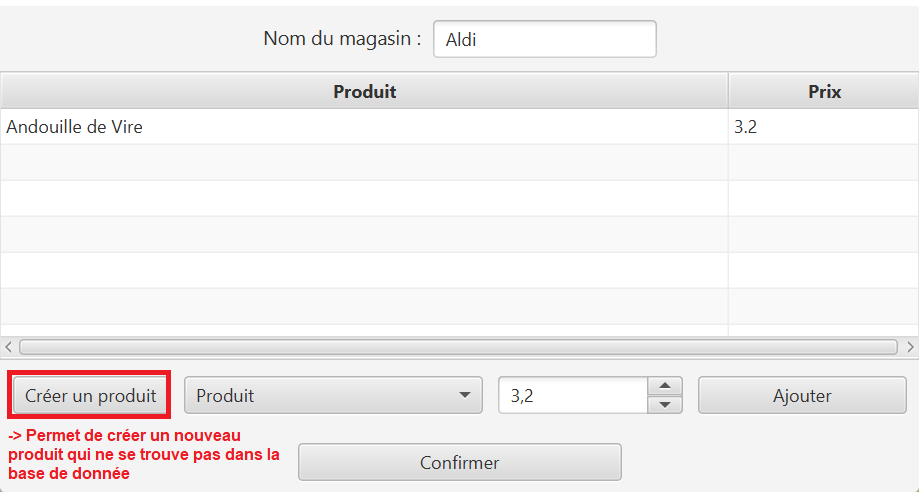 Nom du magasin : Aldi
Produit Prix
Andouille de Vire 3.2
Créer un produit Produit 3,2 Ajouter
-> Permet de créer un nouveau
produit qui ne se trouve pas dans la
base de donnée
Confirmer